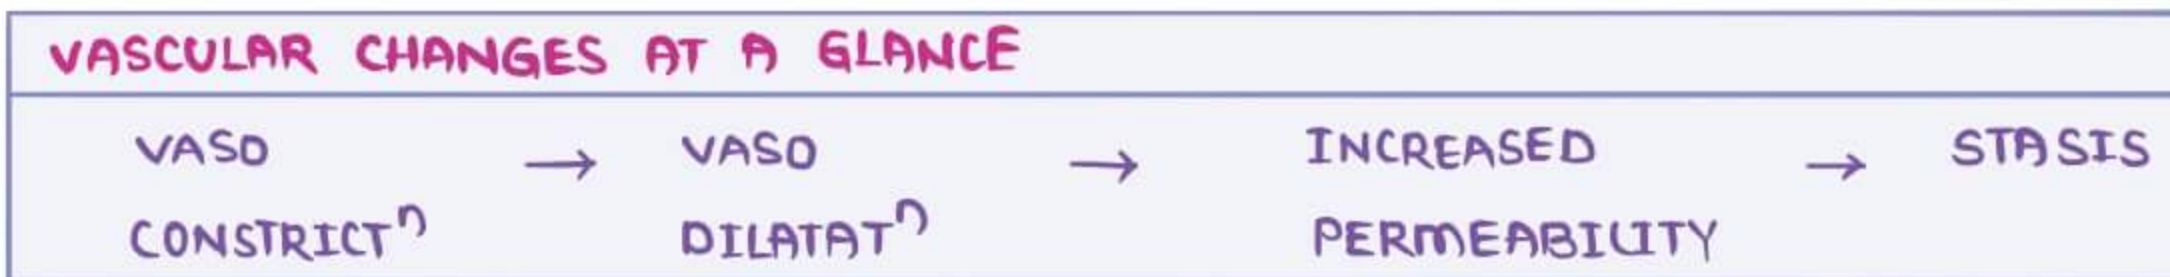 VASCULAR CHANGES AT A GLANCE
VASO → VASO → INCREASED → STASIS
CONSTRICTⁿ DILATATⁿ PERMEABILITY